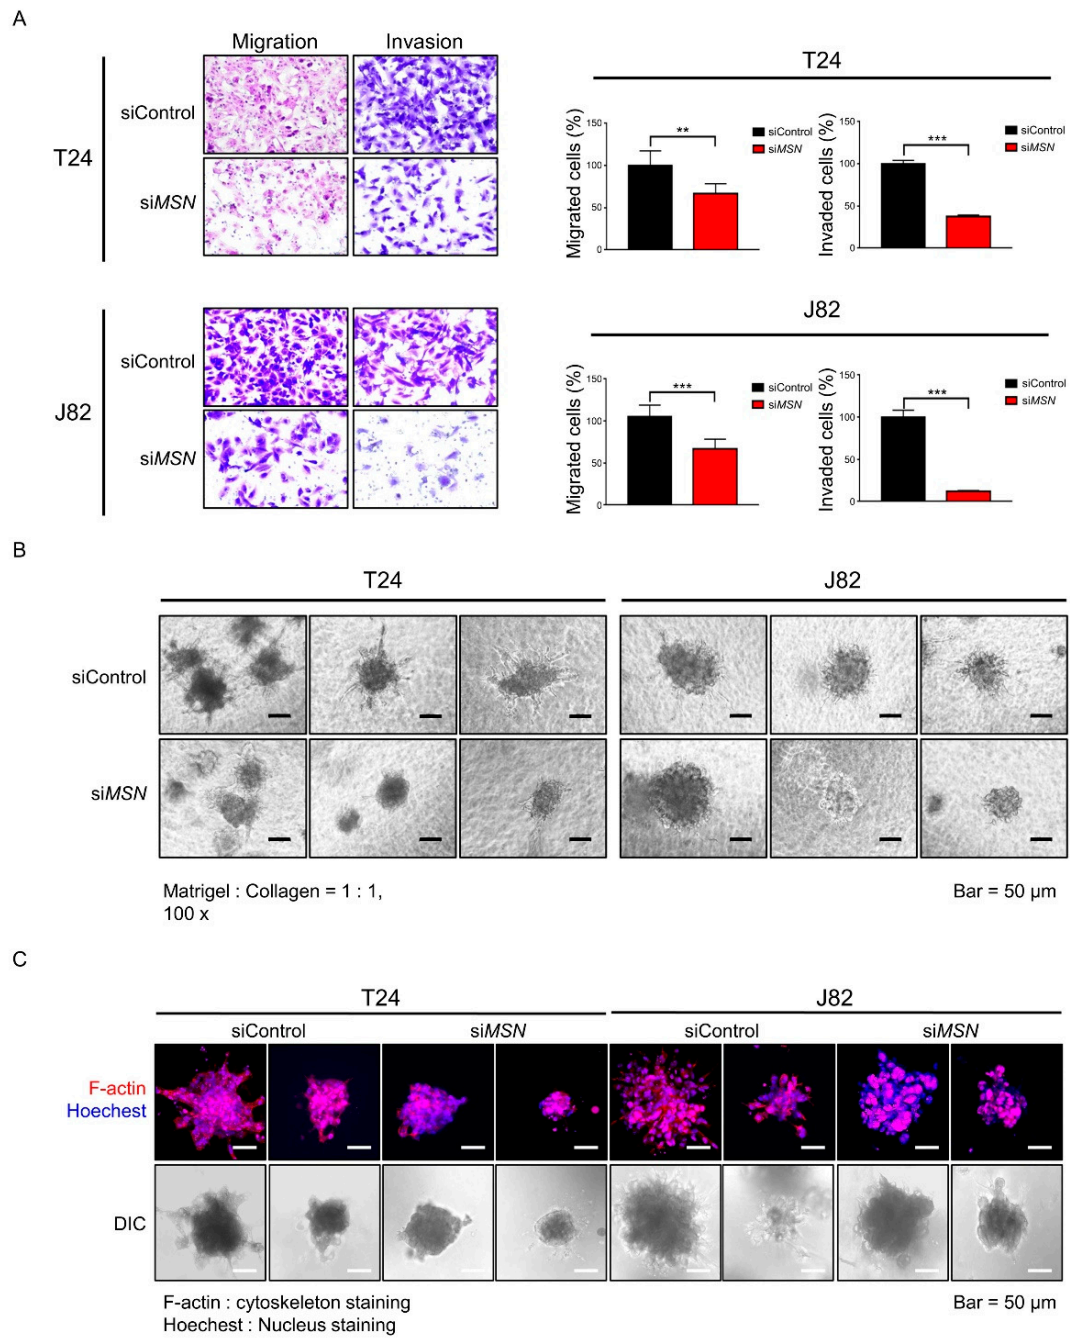 A
Migration Invasion
T24
siControl
siMSN
T24
Migrated cells (%)
150
100
50
0
**
siControl
siMSN
Invaded cells (%)
150
100
50
0
***
siControl
siMSN
J82
siControl
siMSN
J82
Migrated cells (%)
150
100
50
0
***
siControl
siMSN
Invaded cells (%)
150
100
50
0
***
siControl
siMSN
B
T24 J82
siControl
siMSN
Matrigel : Collagen = 1 : 1,
100 x
Bar = 50 μm
C
T24 J82
siControl siMSN siControl siMSN
F-actin
Hoechest
DIC
F-actin : cytoskeleton staining
Hoechest : Nucleus staining
Bar = 50 μm